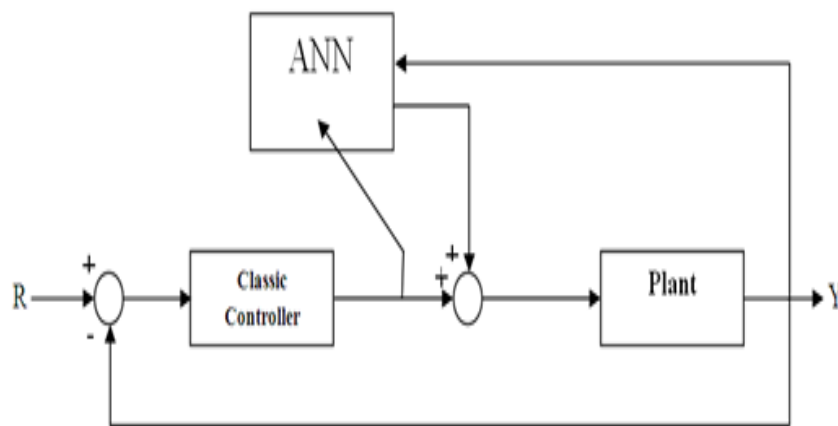 ANN
+
R
-
Classic
Controller
+
+
Plant
Y